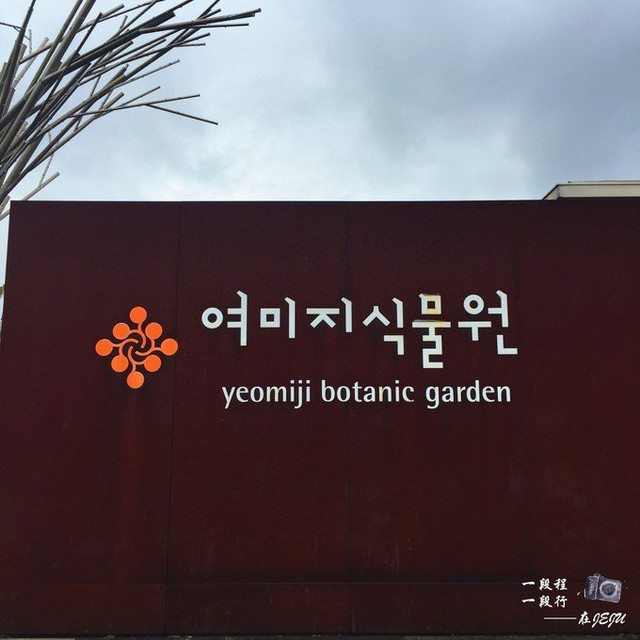 여미지식물원
yeomiji botanic garden
一段程,
一段行
——在JEJU